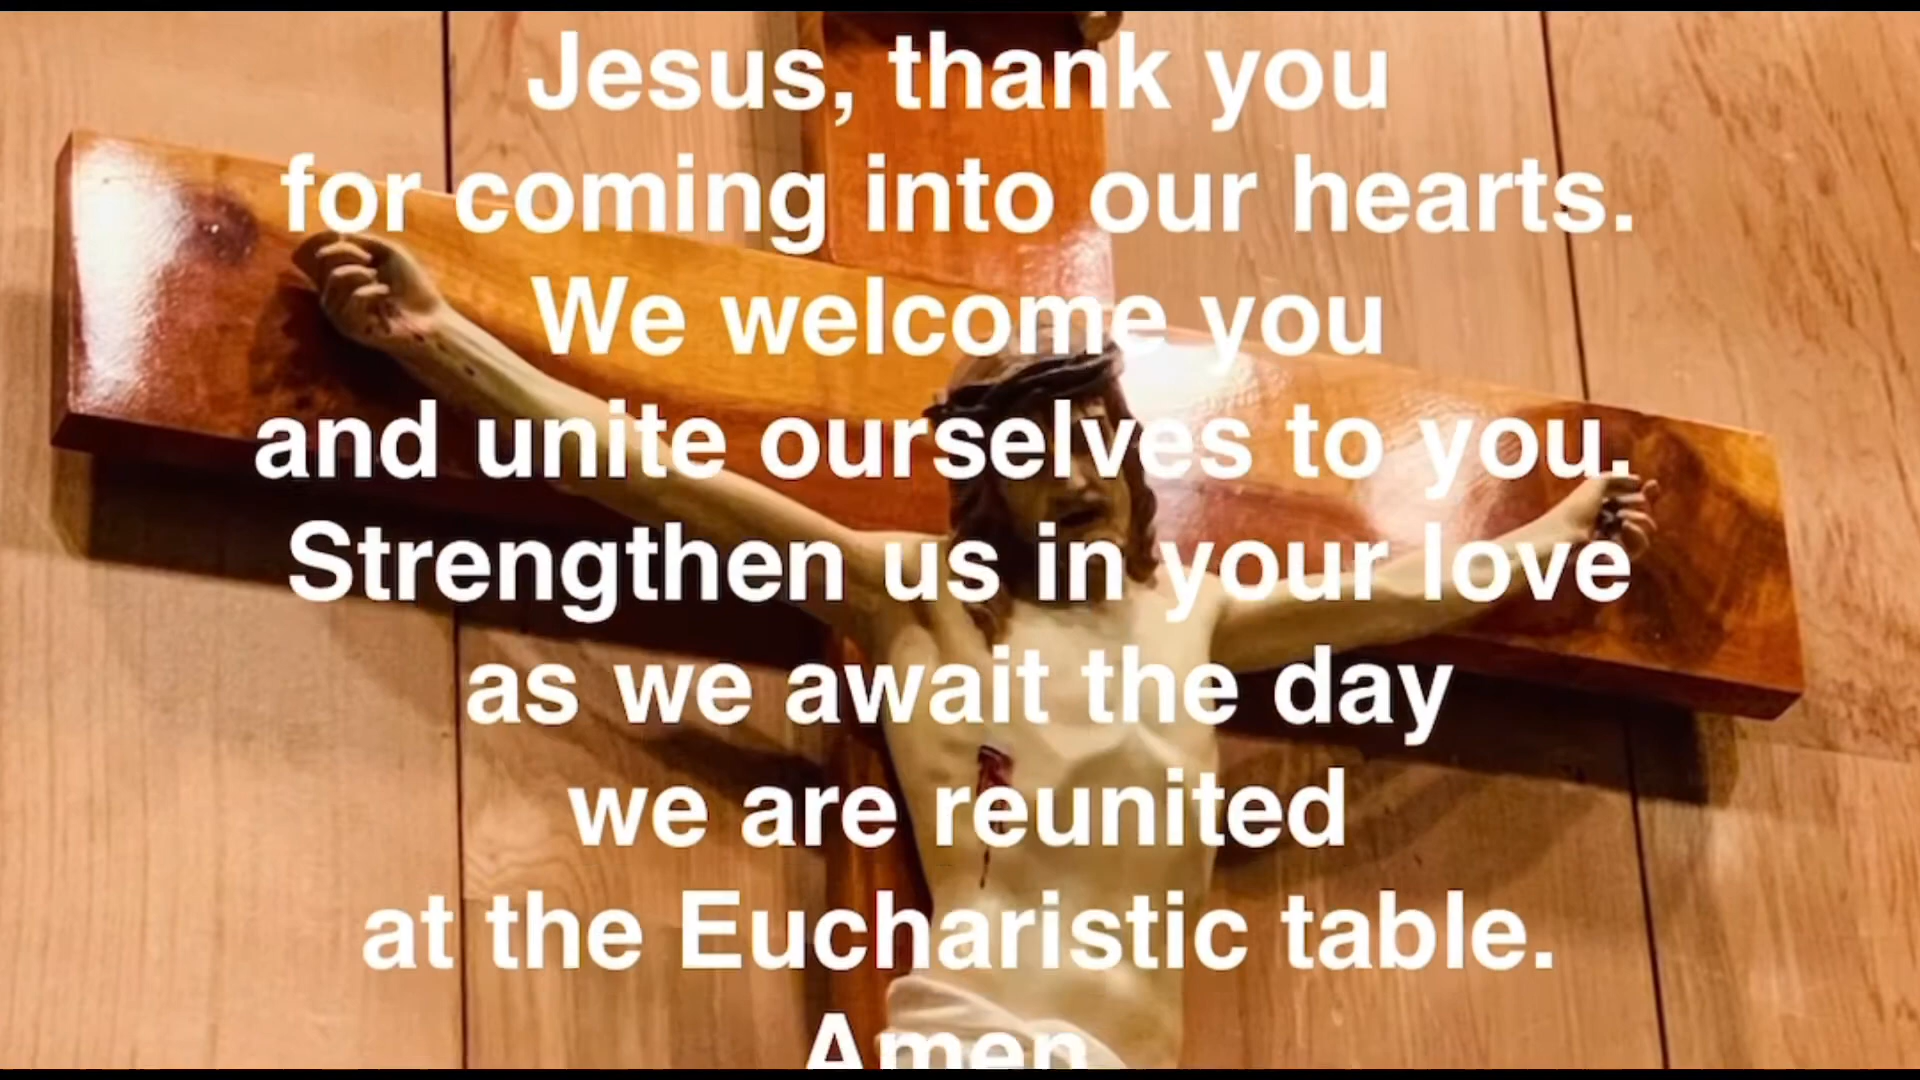 Jesus, thank you
for coming into our hearts.
We welcome you
and unite ourselves to you.
Strengthen us in your love
as we await the day
we are reunited
at the Eucharistic table.
Amen